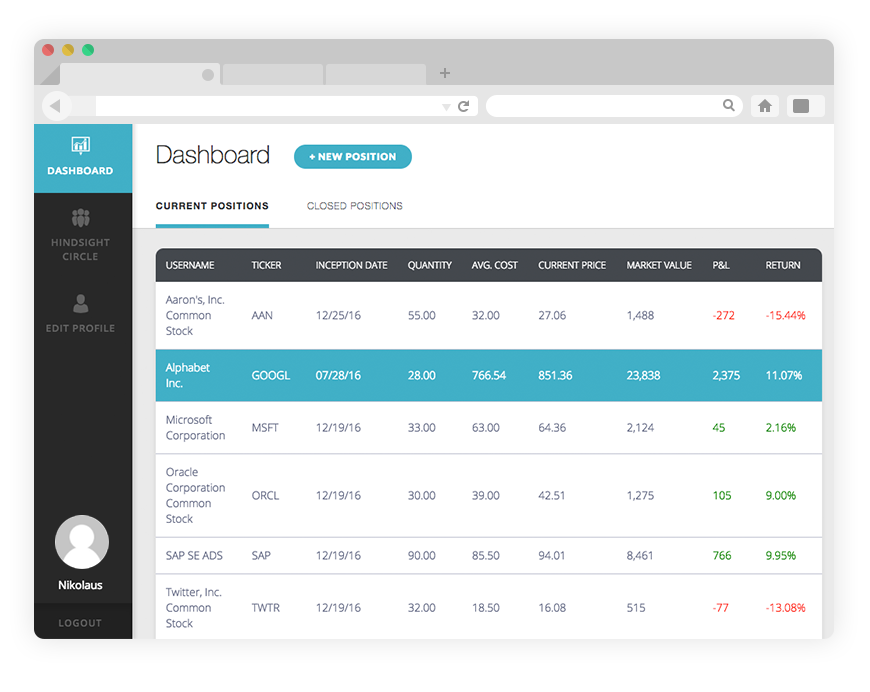 DASHBOARD
HINDSIGHT
CIRCLE
EDIT PROFILE
Nikolaus
LOGOUT
Dashboard
+ NEW POSITION
CURRENT POSITIONS CLOSED POSITIONS
USERNAME TICKER INCEPTION DATE QUANTITY AVG. COST CURRENT PRICE MARKET VALUE P&L RETURN
Aaron's, Inc.
Common
Stock
AAN 12/25/16 55.00 32.00 27.06 1,488 -272 -15.44%
Alphabet
Inc.
GOOGL 07/28/16 28.00 766.54 851.36 23,838 2,375 11.07%
Microsoft
Corporation
MSFT 12/19/16 33.00 63.00 64.36 2,124 45 2.16%
Oracle
Corporation
Common
Stock
ORCL 12/19/16 30.00 39.00 42.51 1,275 105 9.00%
SAP SE ADS SAP 12/19/16 90.00 85.50 94.01 8,461 766 9.95%
Twitter, Inc.
Common
Stock
TWTR 12/19/16 32.00 18.50 16.08 515 -77 -13.08%